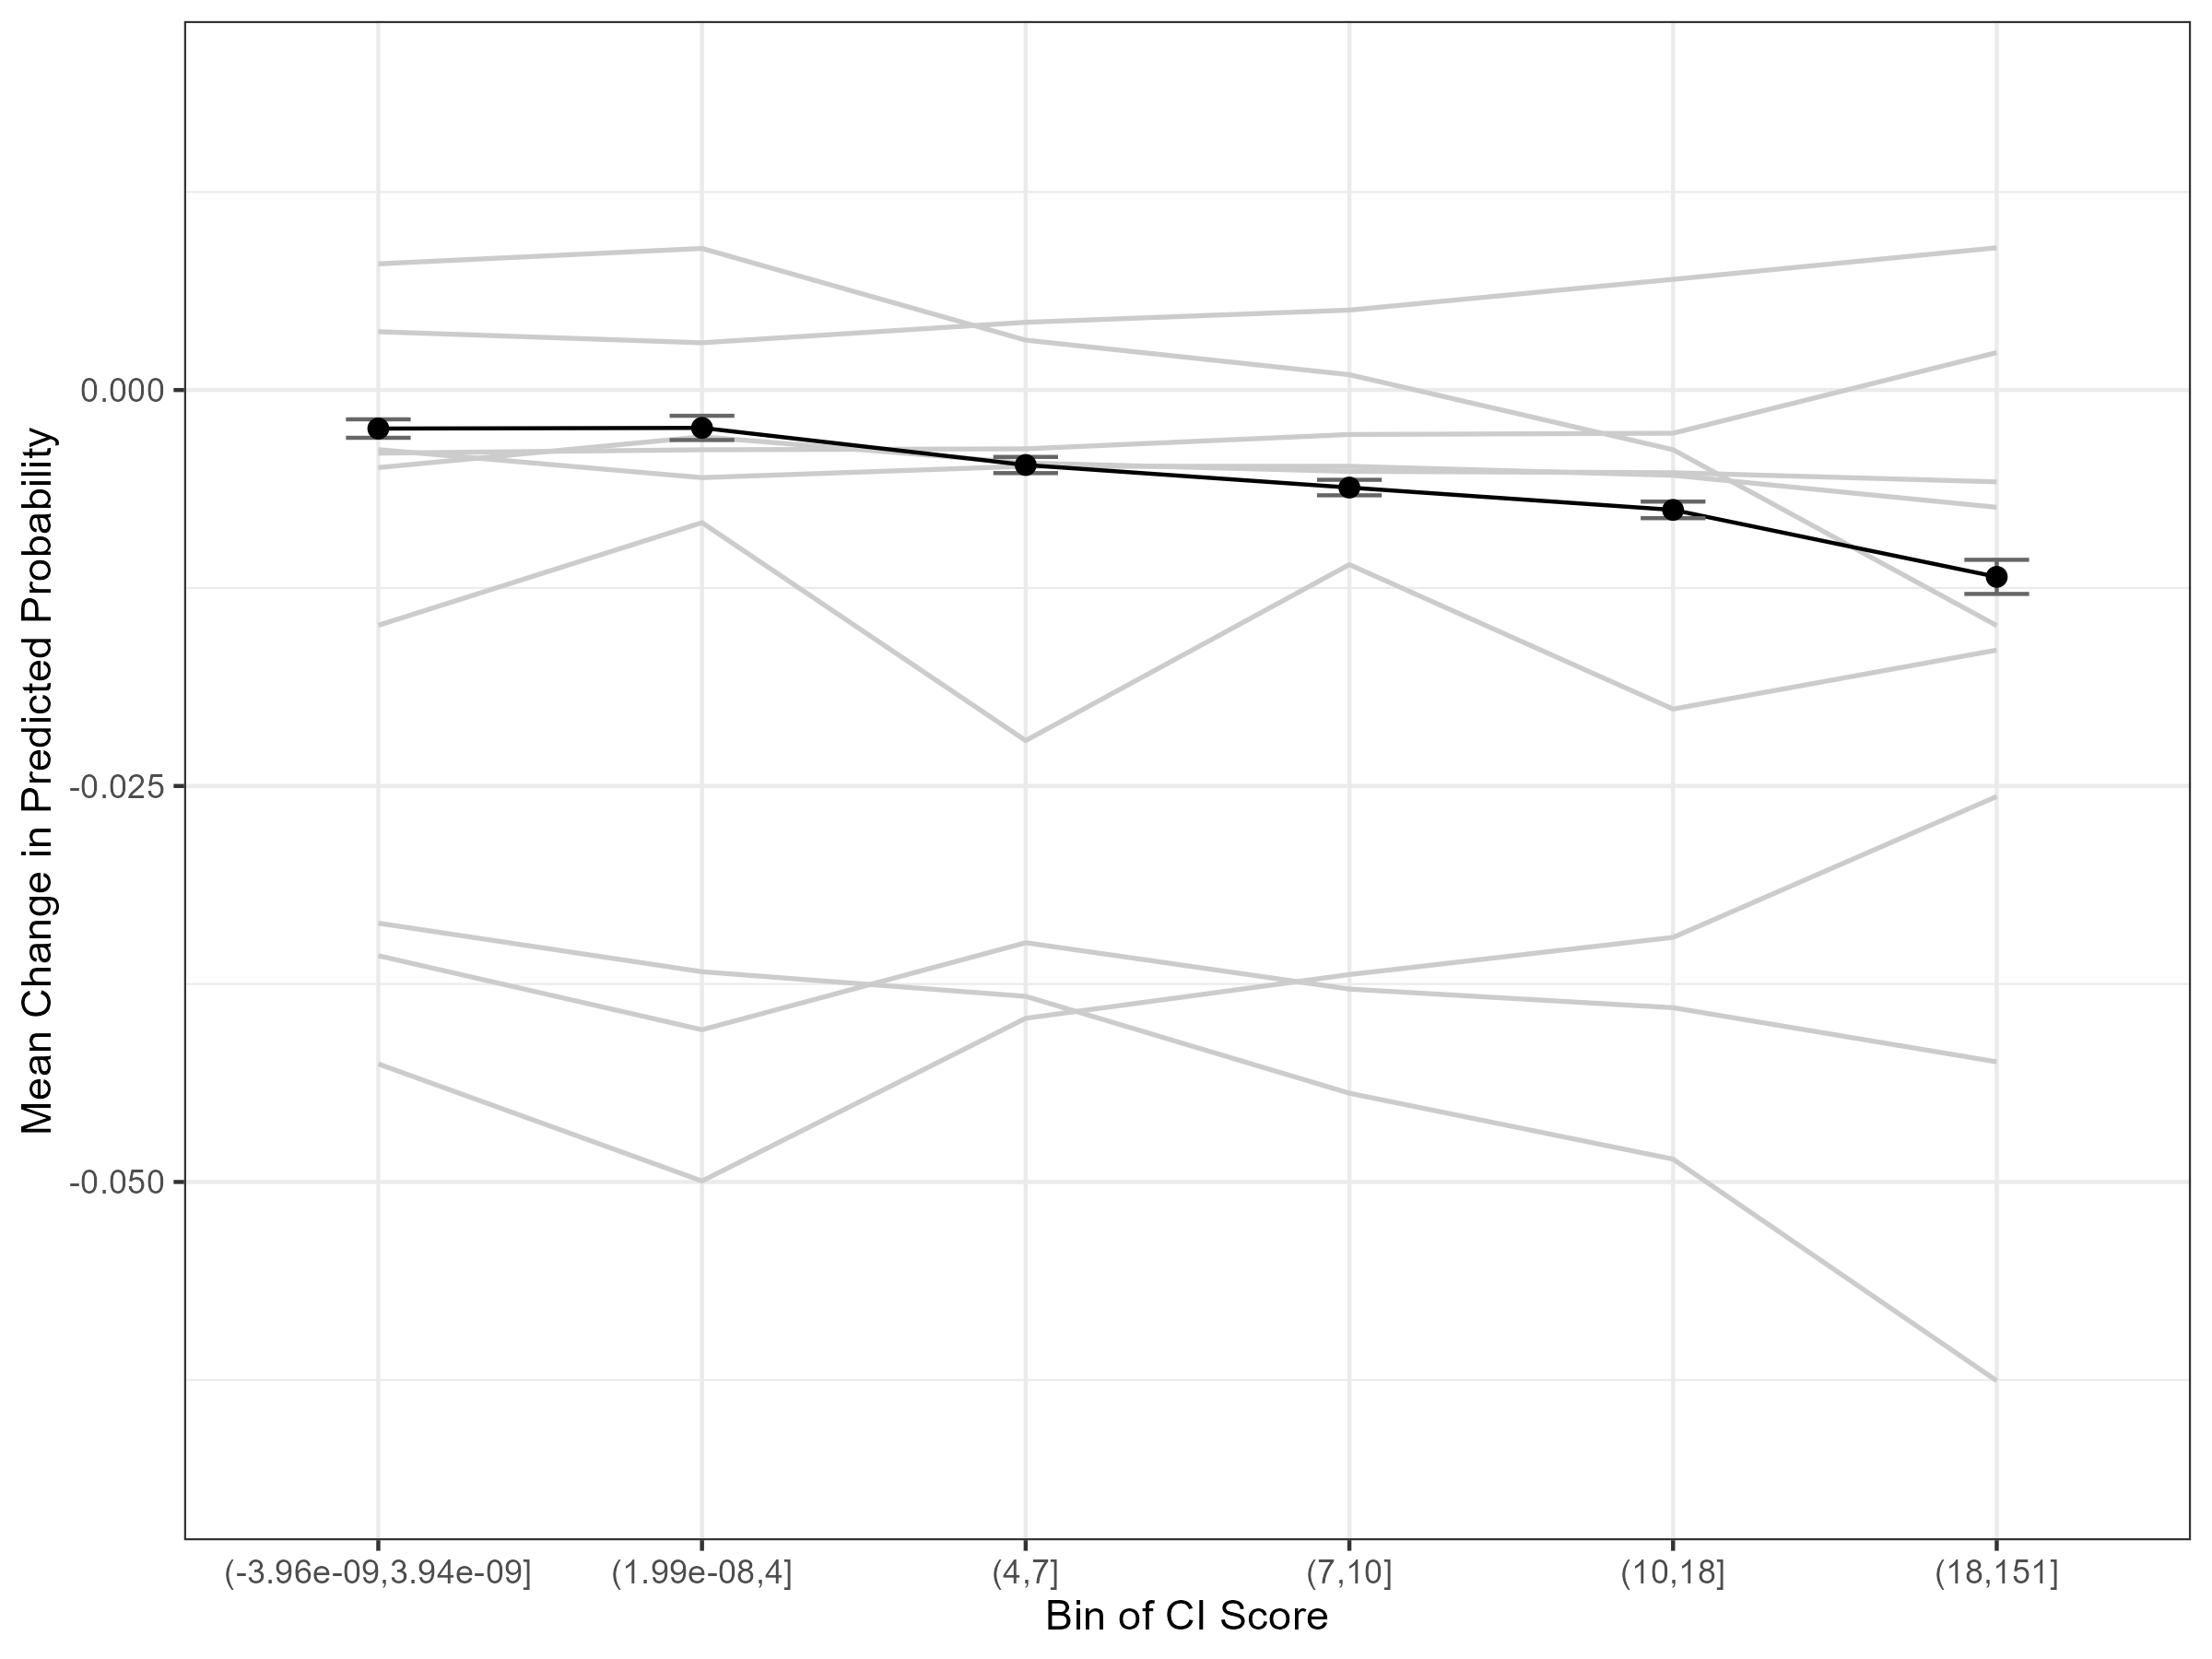 Mean Change in Predicted Probability
0.000
-0.025
-0.050
(-3.96e-09,3.94e-09]
(1.99e-08,4]
(4,7]
(7,10]
(10,18]
(18,151]
Bin of CI Score